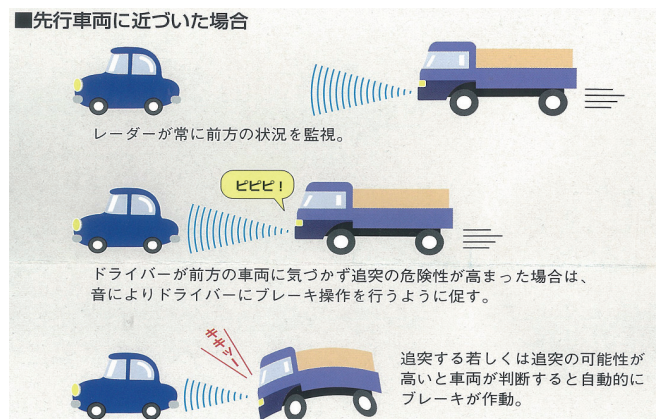 ■先行車両に近づいた場合
レーダーが常に前方の状況を監視。
ピピピ！
ドライバーが前方の車両に気づかず追突の危険性が高まった場合は、
音によりドライバーにブレーキ操作を行うように促す。
キキッー
追突する若しくは追突の可能性が
高いと車両が判断すると自動的に
ブレーキが作動。